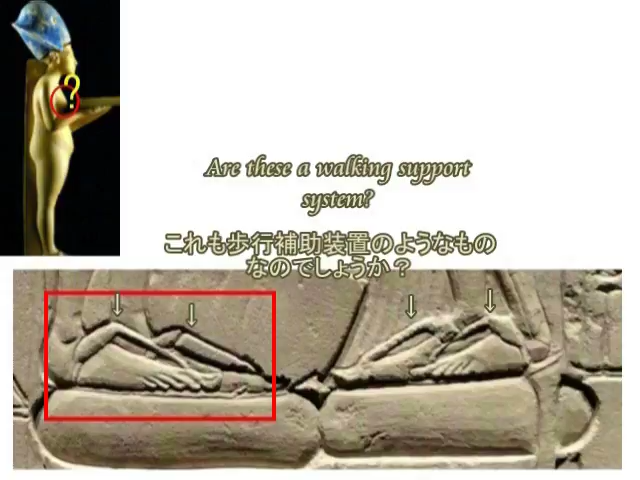 ?
Are these a walking support
system?
これも歩行補助装置のようなもの
なのでしょうか？